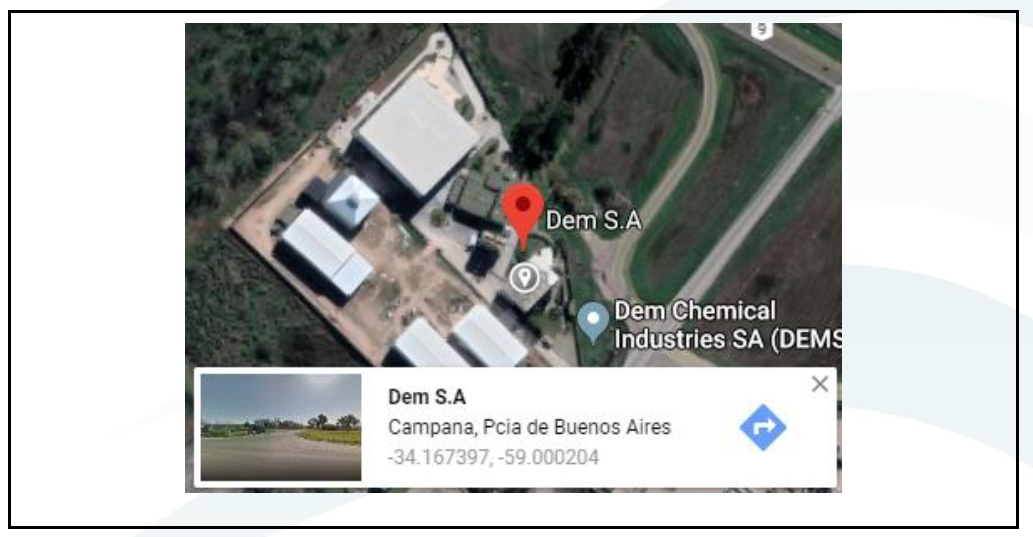 9
Dem S.A
Dem Chemical
Industries SA (DEMS
Dem S.A
Campana, Pcia de Buenos Aires
-34.167397, -59.000204